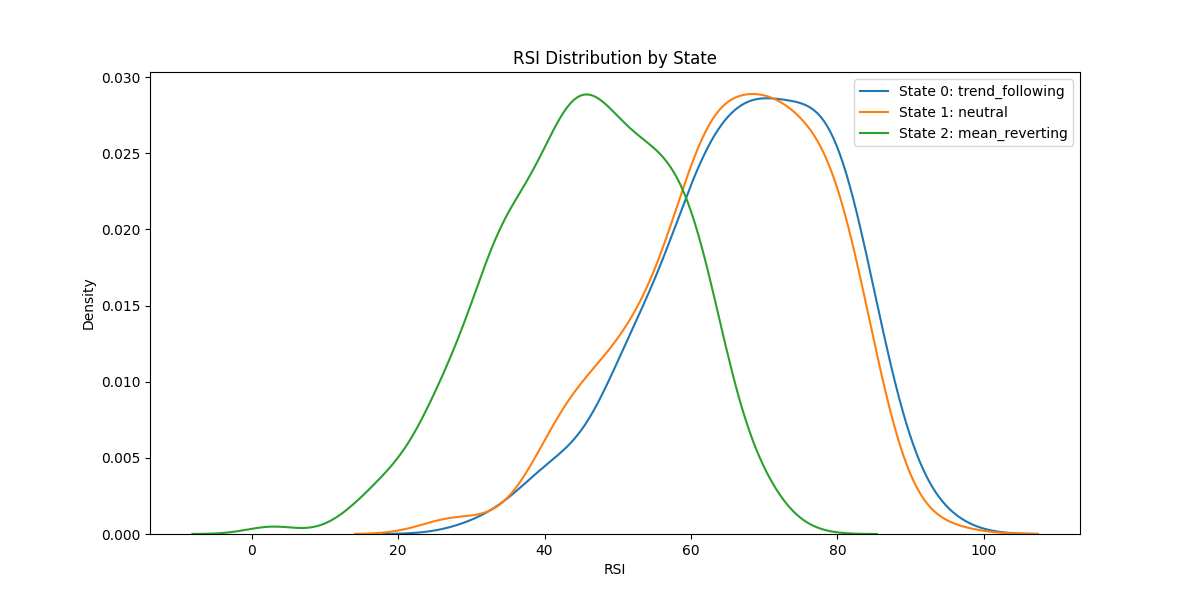 RSI Distribution by State
State 0: trend_following
State 1: neutral
State 2: mean_reverting
Density
0.030
0.025
0.020
0.015
0.010
0.005
0.000
0 20 40 60 80 100
RSI